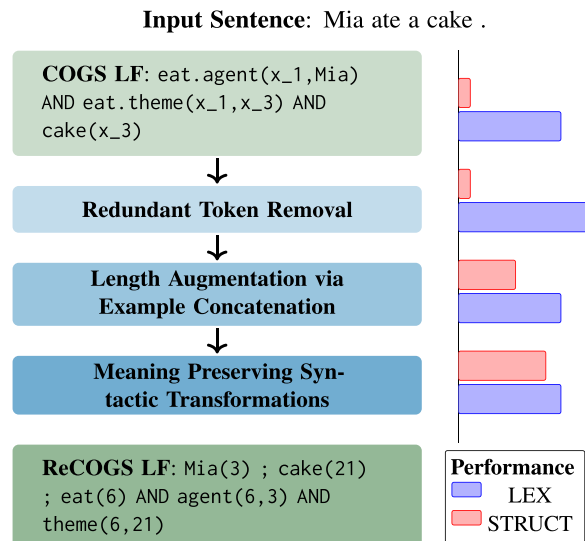 Input Sentence: Mia ate a cake .
COGS LF: eat.agent(x_1,Mia)
AND eat.theme(x_1,x_3) AND
cake(x_3)
Redundant Token Removal
Length Augmentation via
Example Concatenation
Meaning Preserving Syn-
tactic Transformations
ReCOGS LF: Mia(3) ; cake(21)
; eat(6) AND agent(6,3) AND
theme(6,21)
Performance
LEX
STRUCT